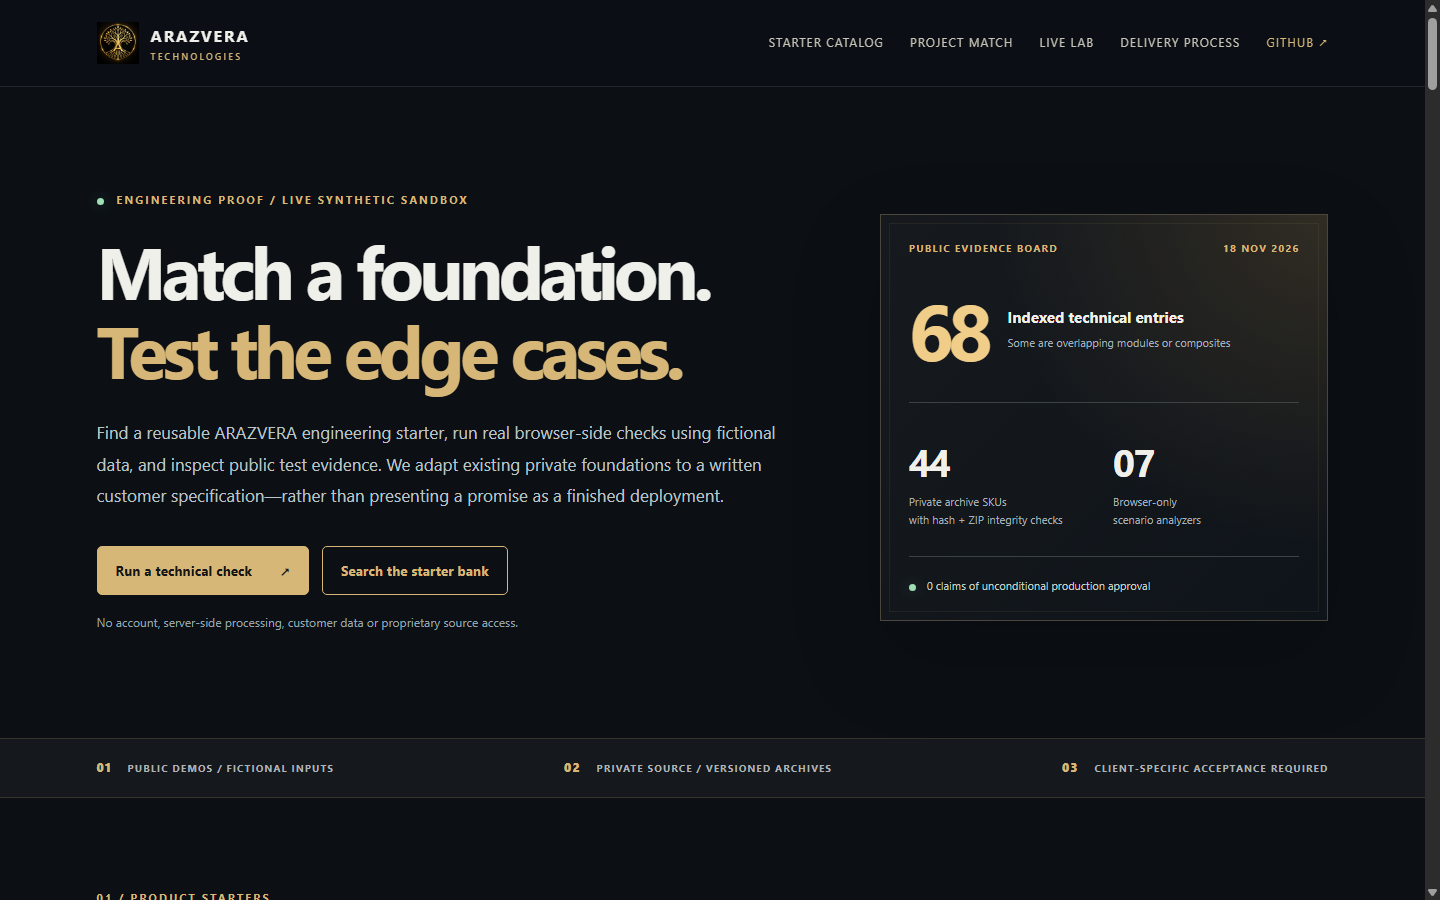 ARAZVERA
TECHNOLOGIES
STARTER CATALOG
PROJECT MATCH
LIVE LAB
DELIVERY PROCESS
GITHUB ↗
ENGINEERING PROOF / LIVE SYNTHETIC SANDBOX
Match a foundation.
Test the edge cases.
Find a reusable ARAZVERA engineering starter, run real browser-side checks using fictional
data, and inspect public test evidence. We adapt existing private foundations to a written
customer specification—rather than presenting a promise as a finished deployment.
Run a technical check ↗
Search the starter bank
No account, server-side processing, customer data or proprietary source access.
PUBLIC EVIDENCE BOARD
18 NOV 2026
68
Indexed technical entries
Some are overlapping modules or composites
44
Private archive SKUs
with hash + ZIP integrity checks
07
Browser-only
scenario analyzers
0 claims of unconditional production approval
01 PUBLIC DEMOS / FICTIONAL INPUTS
02 PRIVATE SOURCE / VERSIONED ARCHIVES
03 CLIENT-SPECIFIC ACCEPTANCE REQUIRED
01 / PRODUCT STARTERS